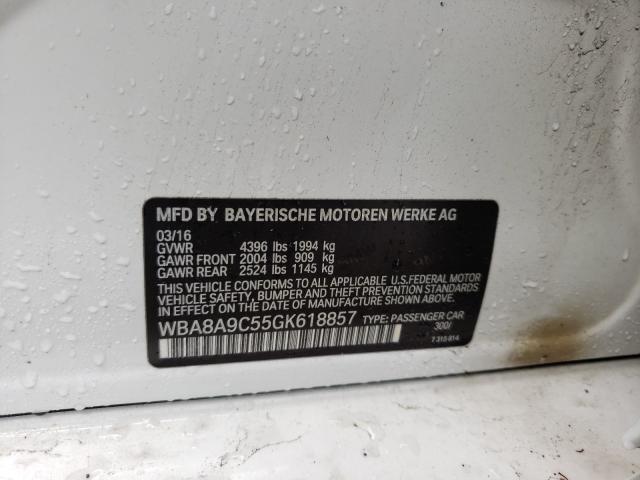 MFD BY BAYERISCHE MOTOREN WERKE AG
03/16
GVWR 4396 lbs 1994 kg
GAWR FRONT 2004 lbs 909 kg
GAWR REAR 2524 lbs 1145 kg
THIS VEHICLE CONFORMS TO ALL APPLICABLE U.S.FEDERAL MOTOR
VEHICLE SAFETY, BUMPER, AND THEFT PREVENTION STANDARDS
IN EFFECT ON THE DATE OF MANUFACTURE SHOWN ABOVE.
WBA8A9C55GK618857 TYPE: PASSENGER CAR
300/